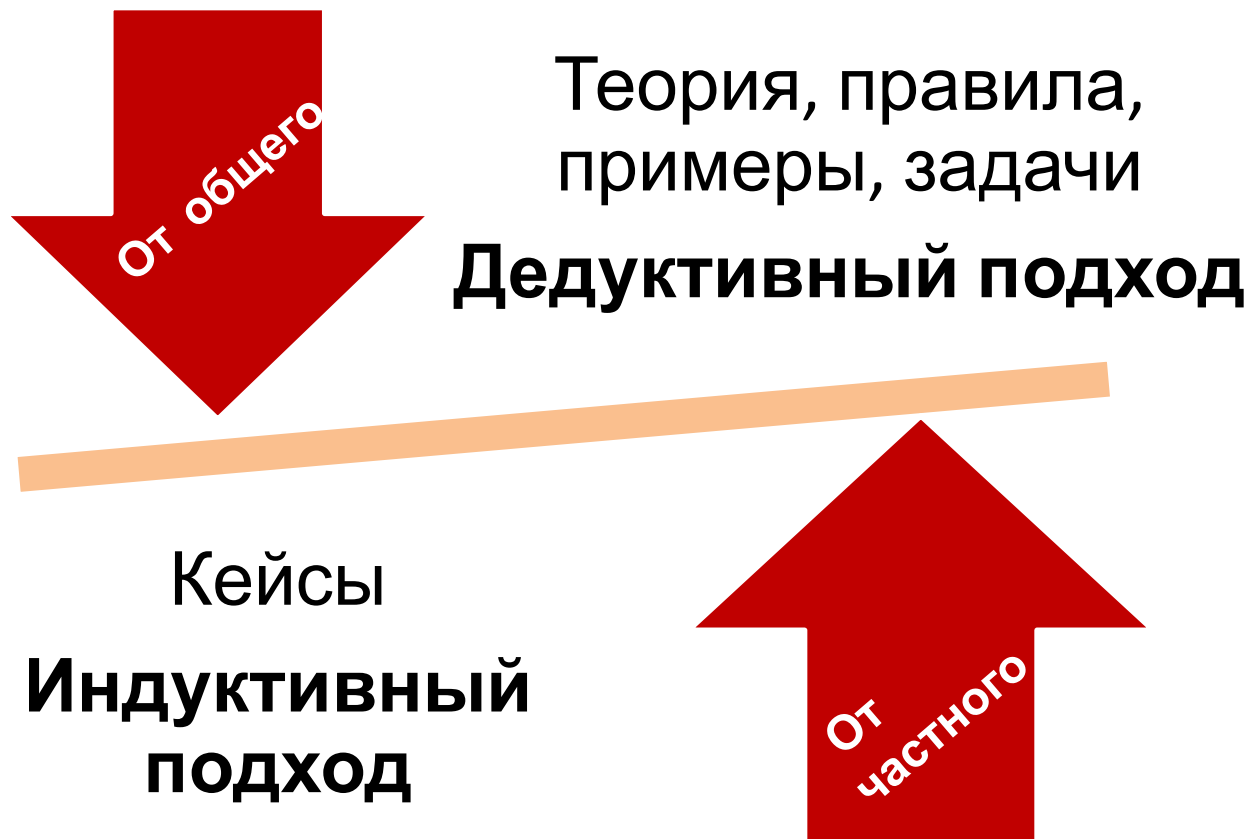 От общего
Теория, правила,
примеры, задачи
Дедуктивный подход
Кейсы
Индуктивный
подход
От
частного